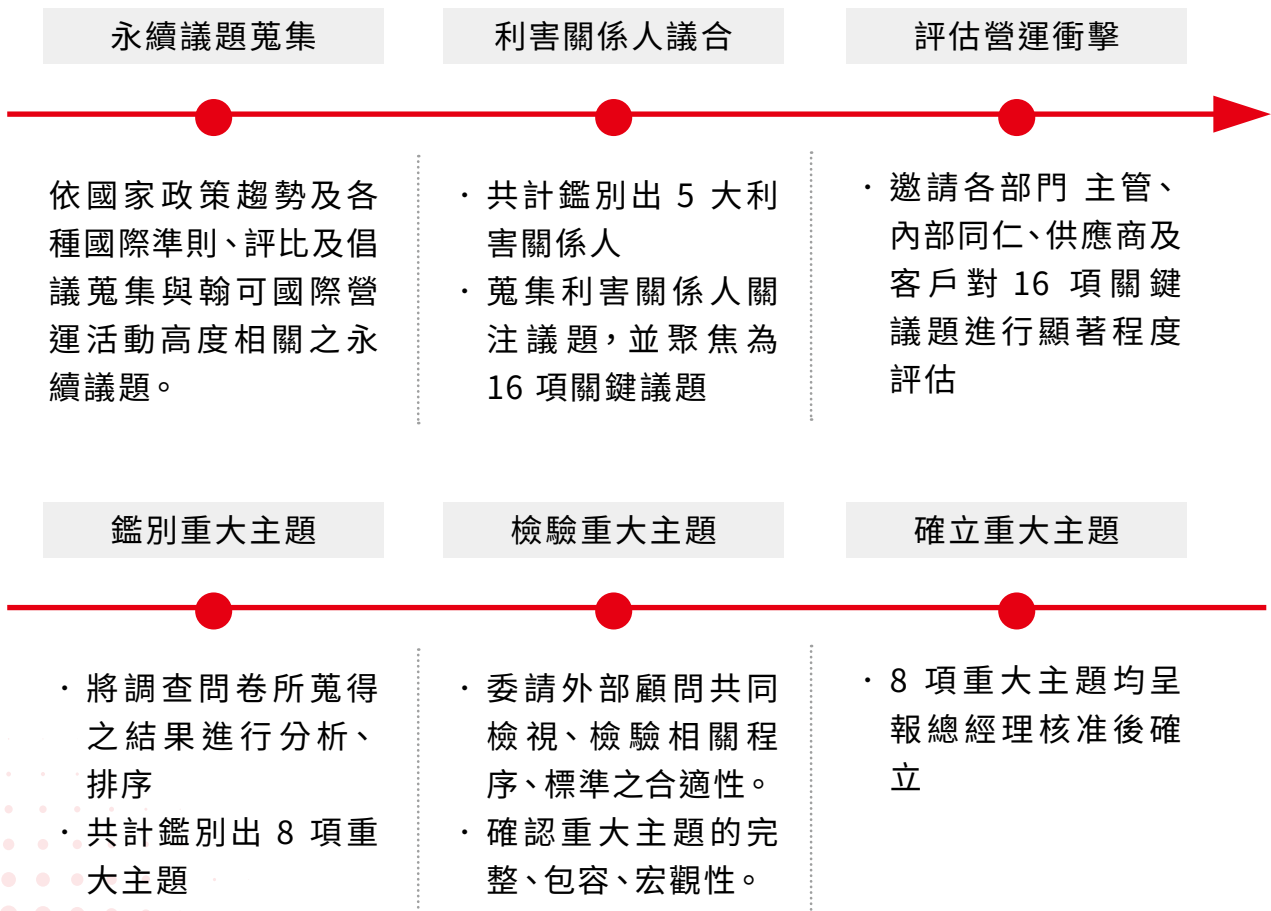 永續議題蒐集
利害關係人議合
評估營運衝擊
依國家政策趨勢及各
種國際準則、評比及倡
議蒐集與翰可國際營
運活動高度相關之永
續議題。
· 共計鑑別出 5 大利
害關係人
· 蒐集利害關係人關
注議題，並聚焦為
16 項關鍵議題
· 邀請各部門 主管、
內部同仁、供應商及
客戶對 16 項關鍵
議題進行顯著程度
評估
鑑別重大主題
檢驗重大主題
確立重大主題
· 將調查問卷所蒐得
之結果進行分析、
排序
· 共計鑑別出 8 項重
大主題
· 委請外部顧問共同
檢視、檢驗相關程
序、標準之合適性。
· 確認重大主題的完
整、包容、宏觀性。
· 8 項重大主題均呈
報總經理核准後確
立